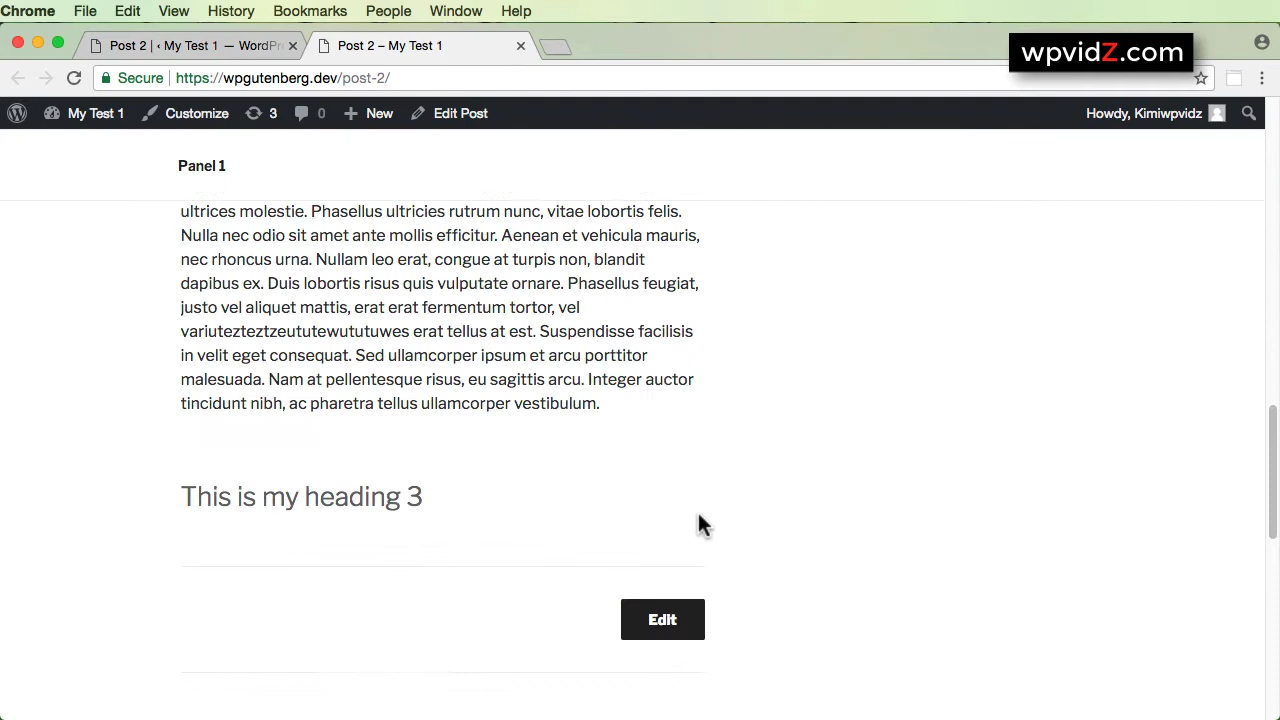 Chrome File Edit View History Bookmarks People Window Help
Post 2 | ‹ My Test 1 — WordPr
Post 2 – My Test 1
wpvidZ.com
Secure https://wpgutenberg.dev/post-2/
My Test 1 Customize 3 0 New Edit Post Howdy, Kimiwpvidz
Panel 1
ultrices molestie. Phasellus ultricies rutrum nunc, vitae lobortis felis.
Nulla nec odio sit amet ante mollis efficitur. Aenean et vehicula mauris,
nec rhoncus urna. Nullam leo erat, congue at turpis non, blandit
dapibus ex. Duis lobortis risus quis vulputate ornare. Phasellus feugiat,
justo vel aliquet mattis, erat erat fermentum tortor, vel
variutezteztzeututewututuwes erat tellus at est. Suspendisse facilisis
in velit eget consequat. Sed ullamcorper ipsum et arcu porttitor
malesuada. Nam at pellentesque risus, eu sagittis arcu. Integer auctor
tincidunt nibh, ac pharetra tellus ullamcorper vestibulum.
This is my heading 3
Edit